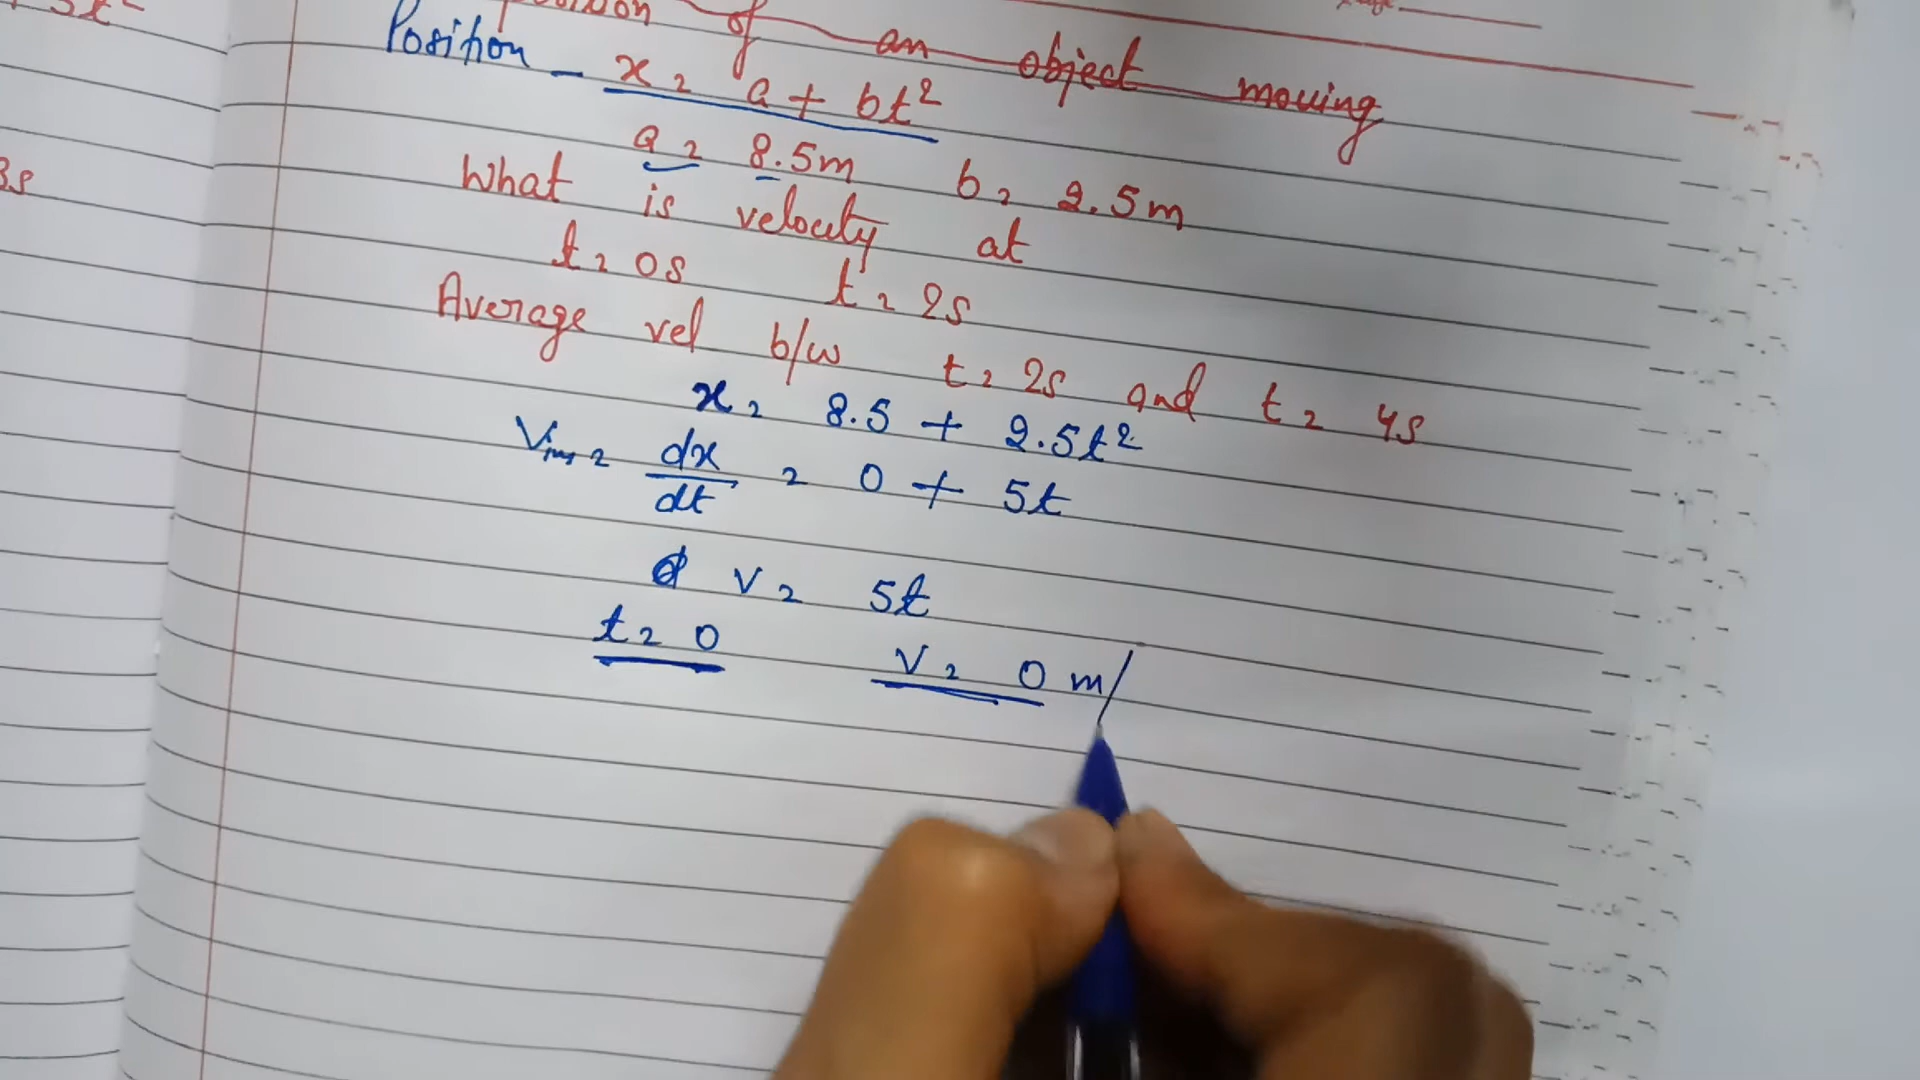 of an object moving
Position - x = a + bt²
a = 8.5m b = 2.5m
What is velocity at
t = 0s t = 2s
Average vel b/w t = 2s and t = 4s
x = 8.5 + 2.5t²
Vins = dx/dt = 0 + 5t
v = 5t
t = 0 v = 0 m/